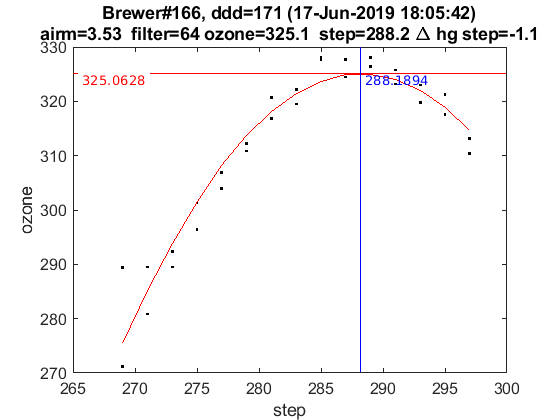 Brewer#166, ddd=171 (17-Jun-2019 18:05:42)
airm=3.53 filter=64 ozone=325.1 step=288.2 Δ hg step=-1.1
330
325.0628
288.1894
320
310
ozone
300
290
280
270
265 270 275 280 285 290 295 300
step